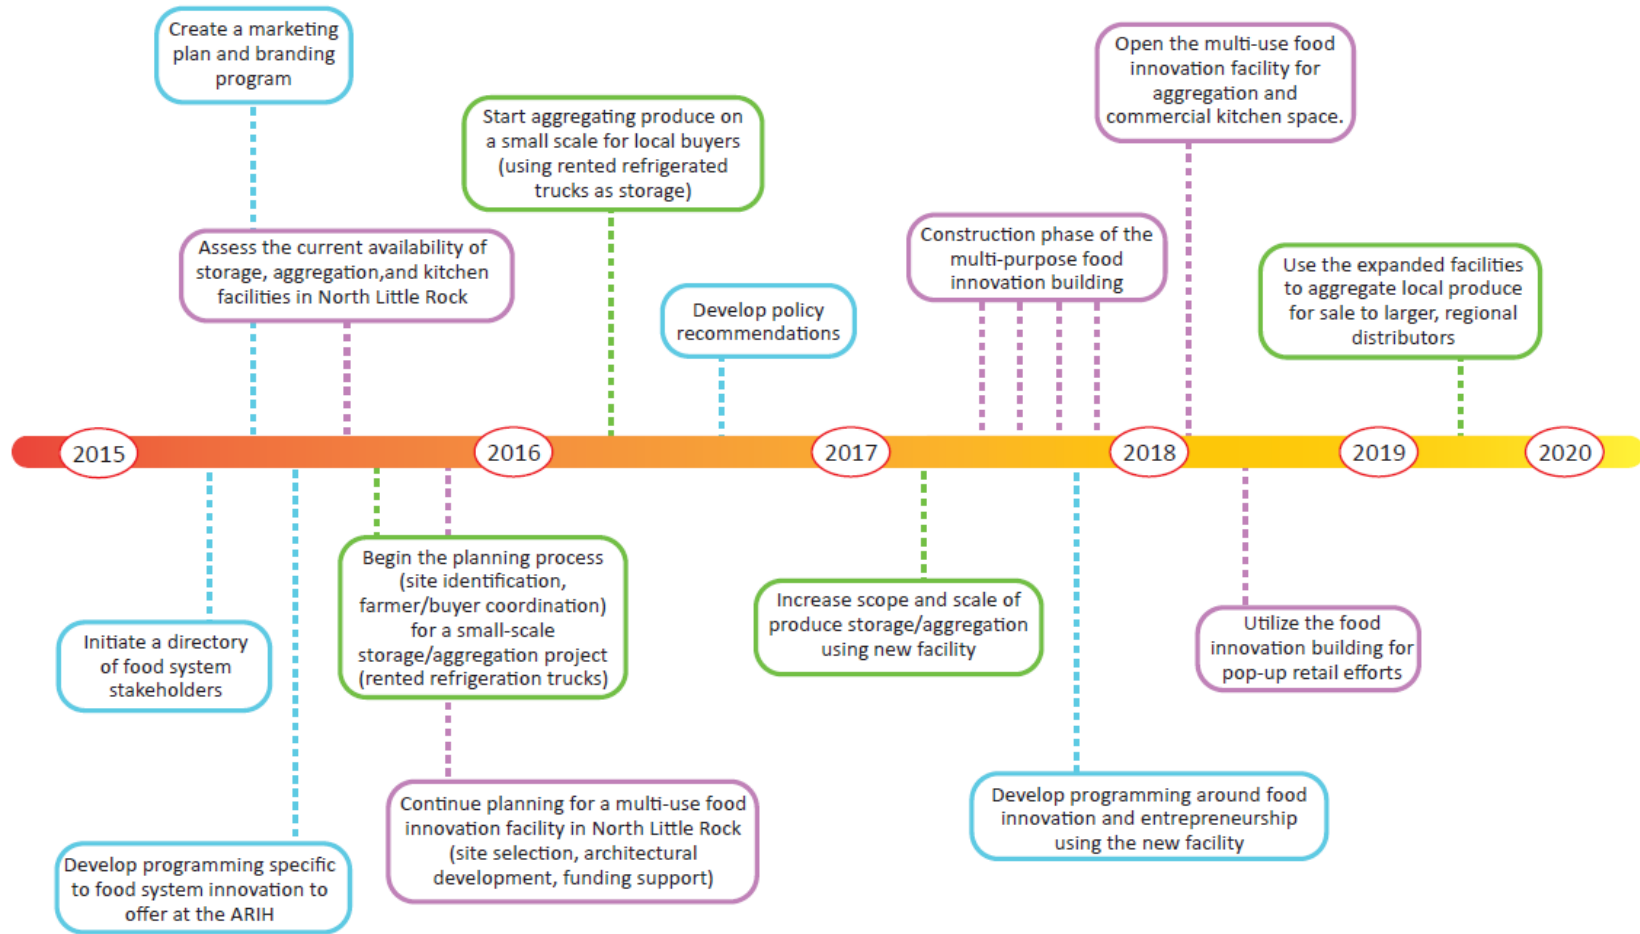 Create a marketing
plan and branding
program
Open the multi-use food
innovation facility for
aggregation and
commercial kitchen space.
Start aggregating produce on
a small scale for local buyers
(using rented refrigerated
trucks as storage)
Assess the current availability of
storage, aggregation,and kitchen
facilities in North Little Rock
Construction phase of the
multi-purpose food
innovation building
Use the expanded facilities
to aggregate local produce
for sale to larger, regional
distributors
Develop policy
recommendations
2015
2016
2017
2018
2019
2020
Begin the planning process
(site identification,
farmer/buyer coordination)
for a small-scale
storage/aggregation project
(rented refrigeration trucks)
Increase scope and scale of
produce storage/aggregation
using new facility
Utilize the food
innovation building for
pop-up retail efforts
Initiate a directory
of food system
stakeholders
Continue planning for a multi-use food
innovation facility in North Little Rock
(site selection, architectural
development, funding support)
Develop programming around food
innovation and entrepreneurship
using the new facility
Develop programming specific
to food system innovation to
offer at the ARIH